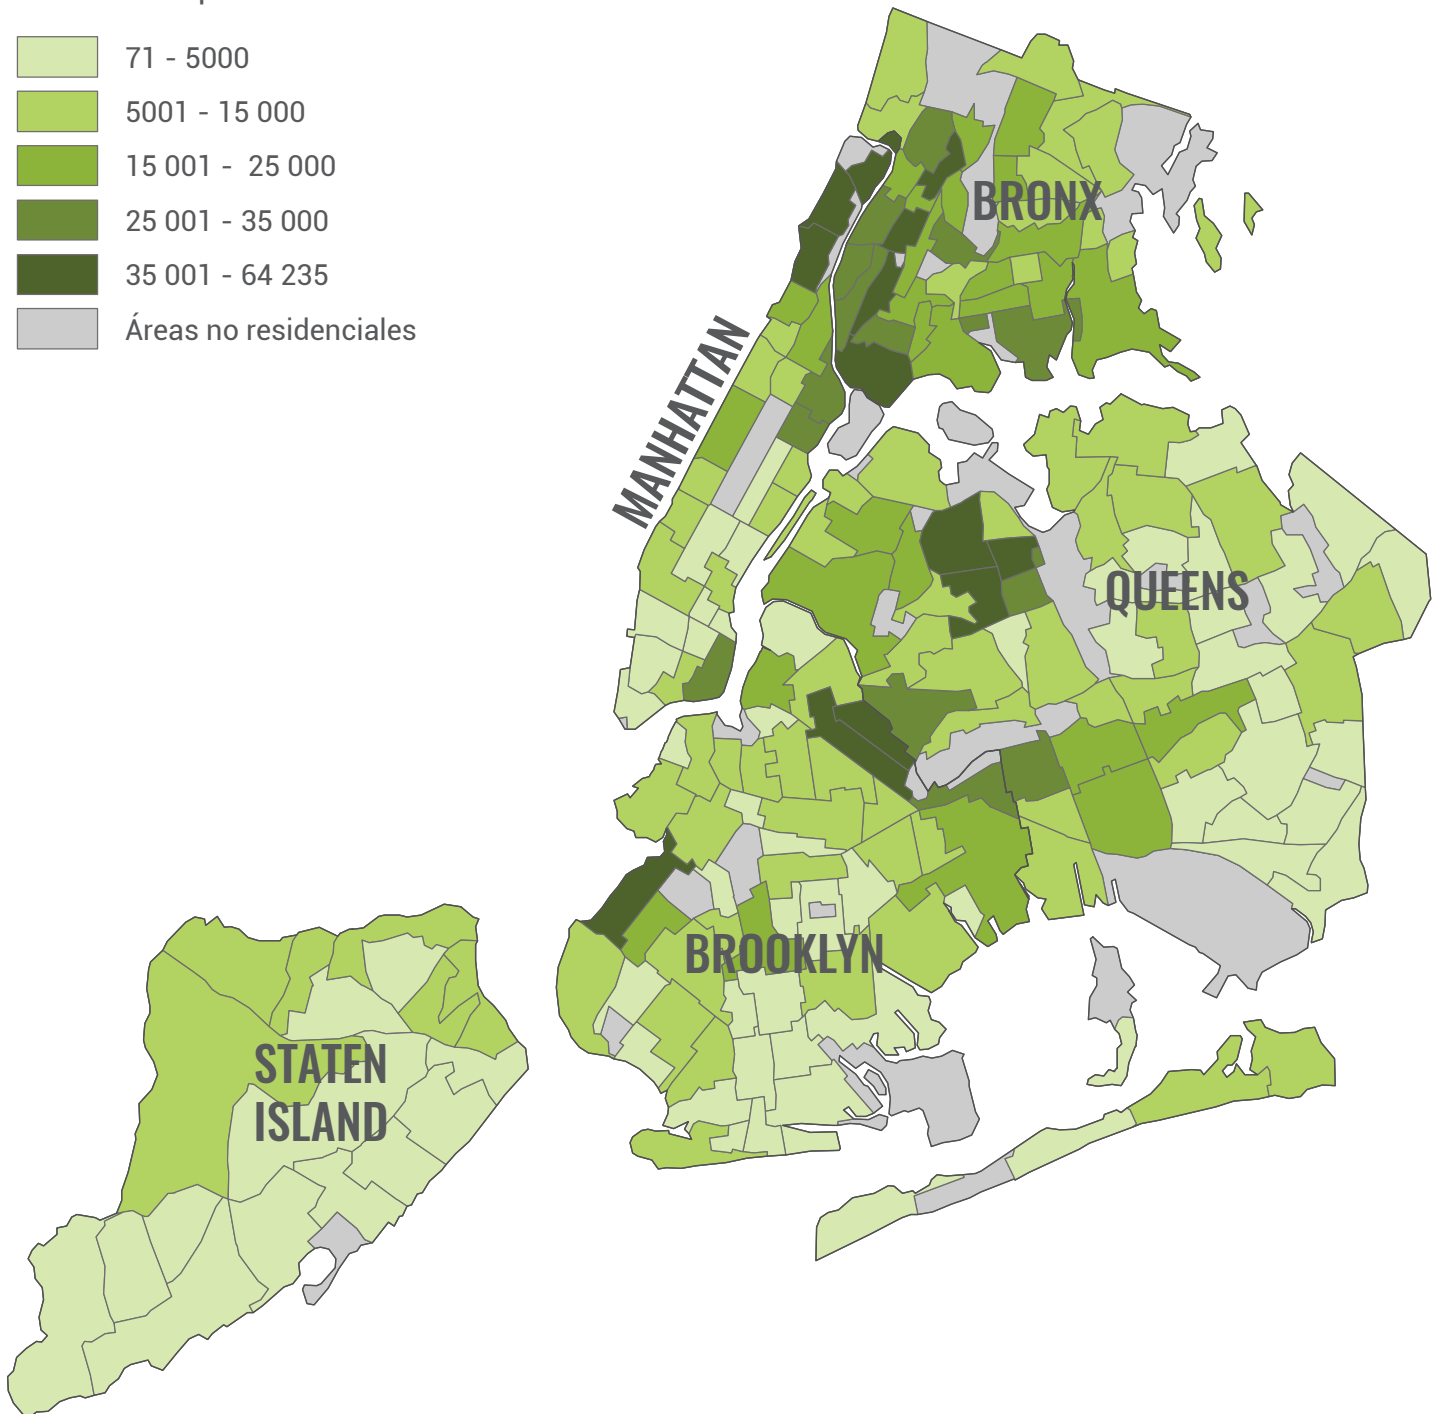 71 - 5000
5001 - 15 000
15 001 - 25 000
25 001 - 35 000
35 001 - 64 235
Áreas no residenciales
BRONX
MANHATTAN
QUEENS
BROOKLYN
STATEN
ISLAND